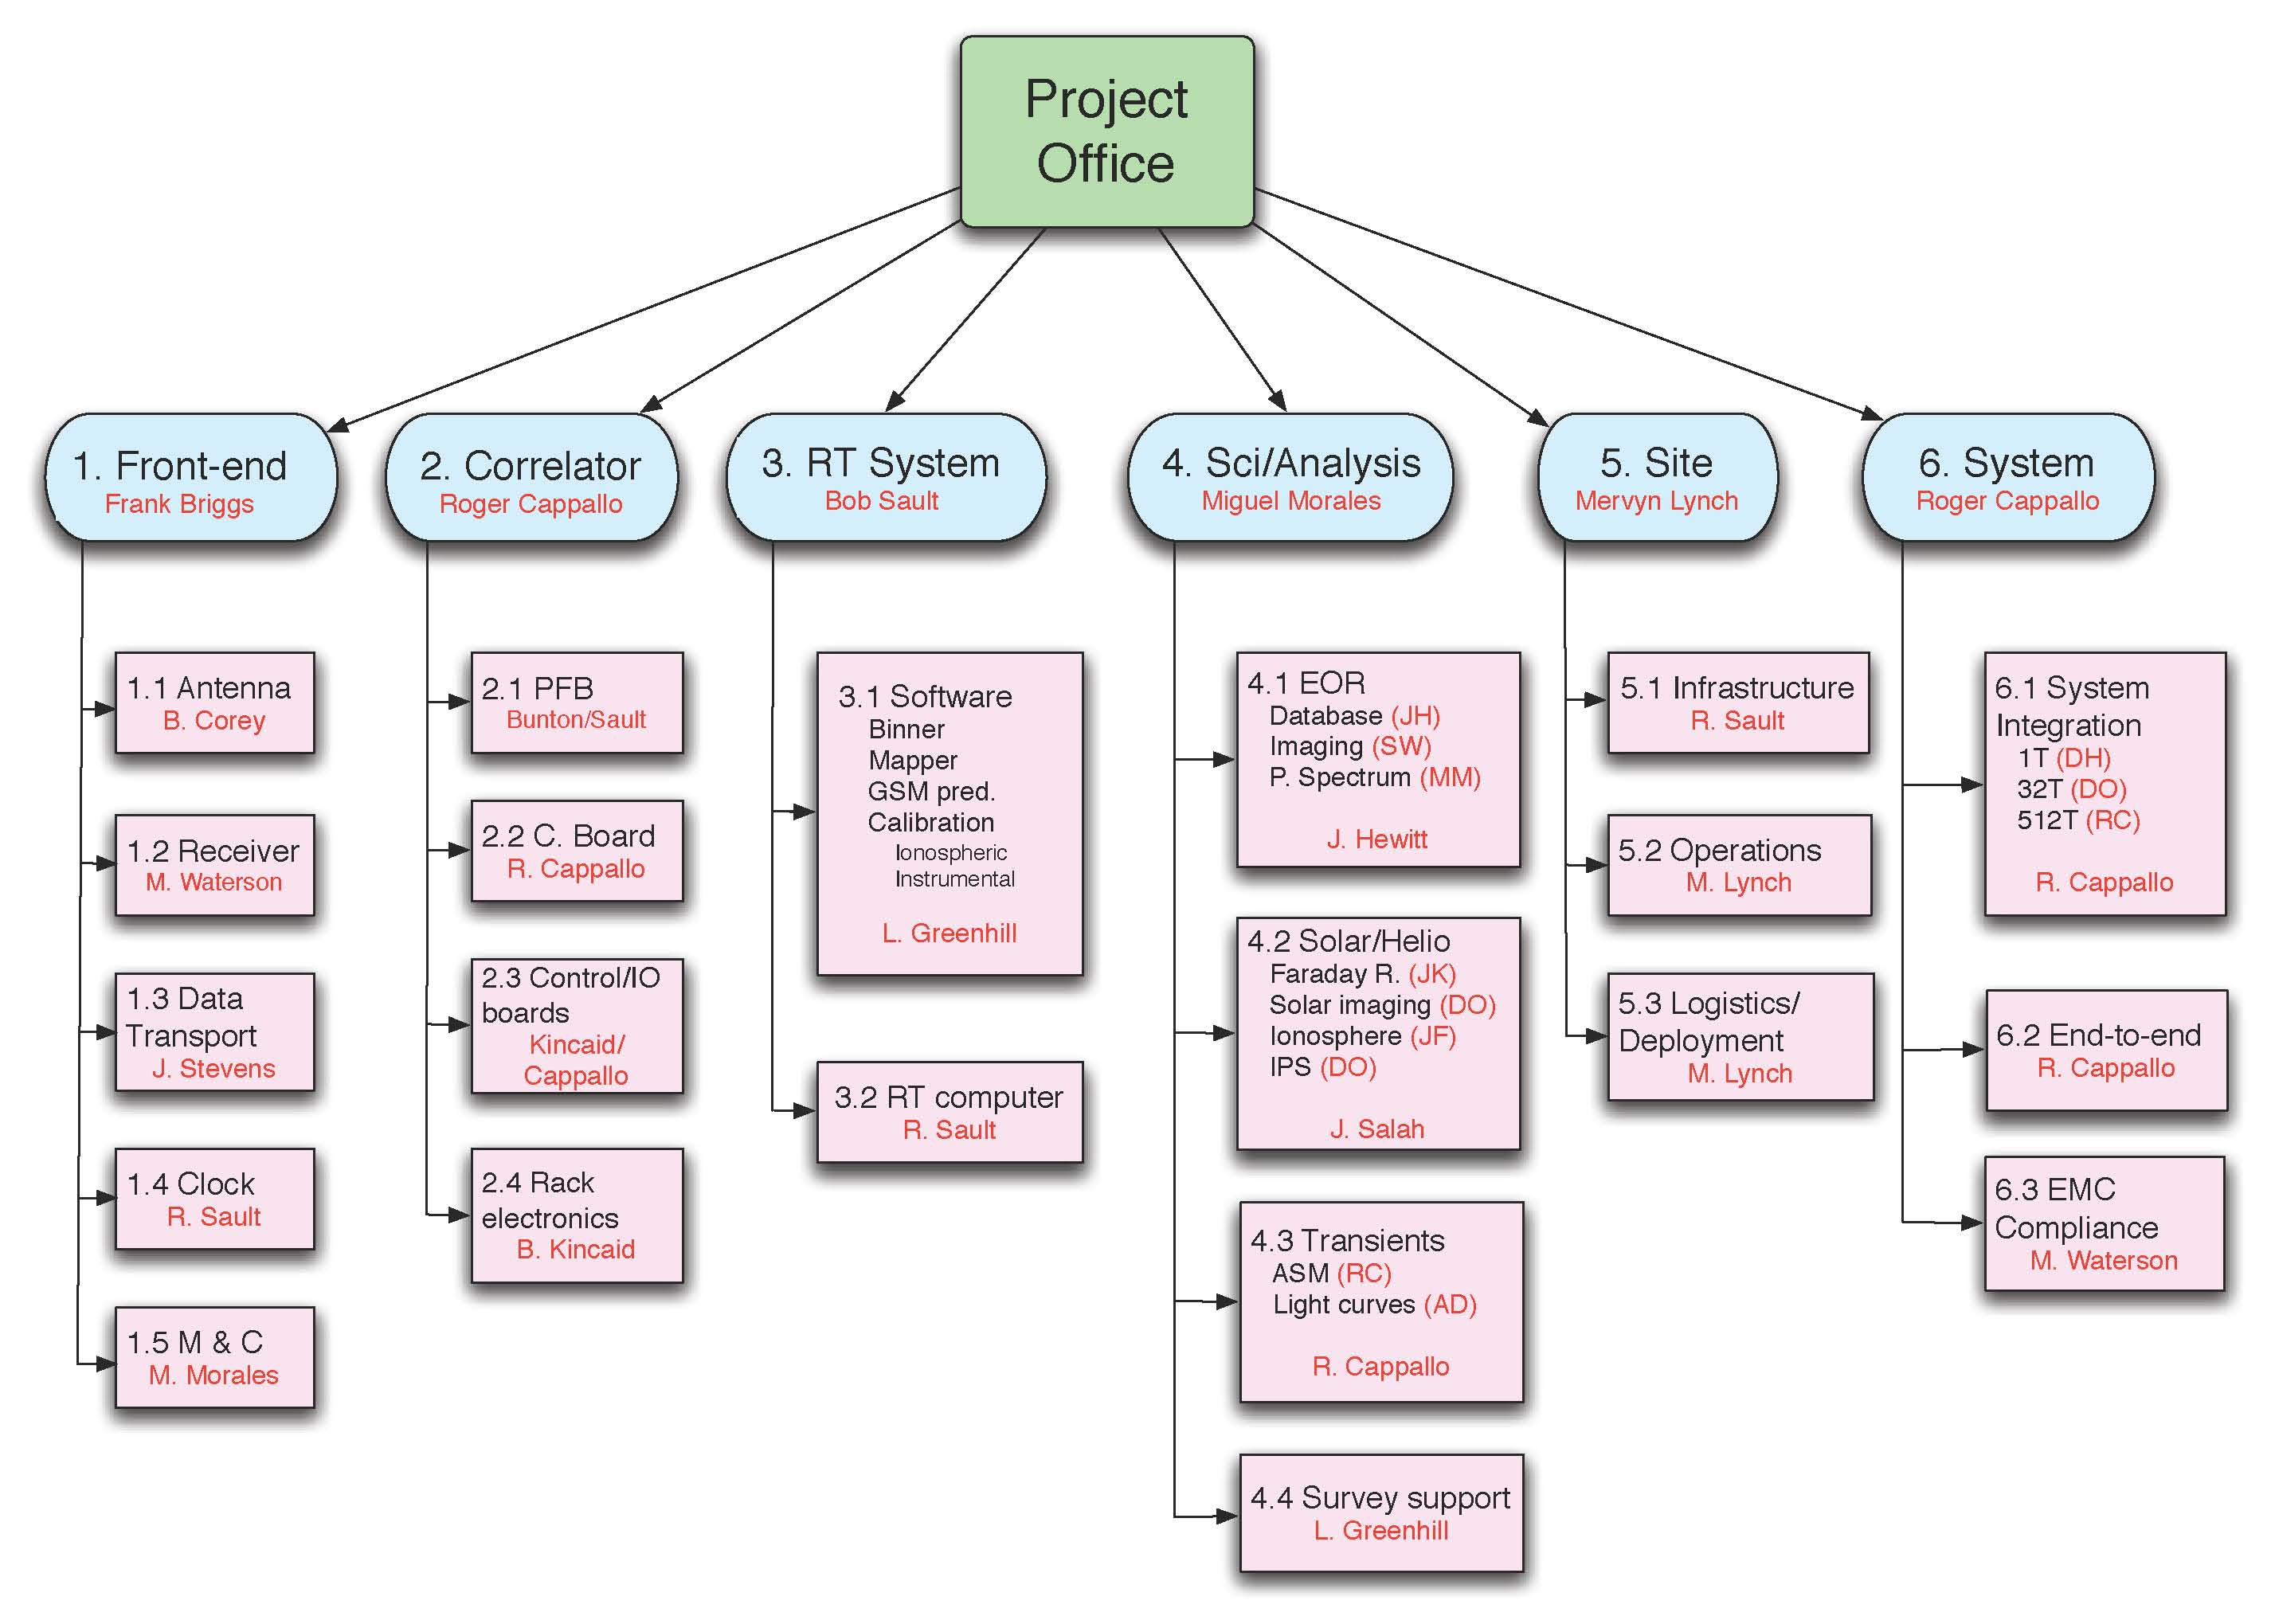 Project
Office
1. Front-end
Frank Briggs
2. Correlator
Roger Cappallo
3. RT System
Bob Sault
4. Sci/Analysis
Miguel Morales
5. Site
Mervyn Lynch
6. System
Roger Cappallo
1.1 Antenna
B. Corey
1.2 Receiver
M. Waterson
1.3 Data
Transport
J. Stevens
1.4 Clock
R. Sault
1.5 M & C
M. Morales
2.1 PFB
Bunton/Sault
2.2 C. Board
R. Cappallo
2.3 Control/IO
boards
Kincaid/
Cappallo
2.4 Rack
electronics
B. Kincaid
3.1 Software
Binner
Mapper
GSM pred.
Calibration
Ionospheric
Instrumental
L. Greenhill
3.2 RT computer
R. Sault
4.1 EOR
Database (JH)
Imaging (SW)
P. Spectrum (MM)
J. Hewitt
4.2 Solar/Helio
Faraday R. (JK)
Solar imaging (DO)
Ionosphere (JF)
IPS (DO)
J. Salah
4.3 Transients
ASM (RC)
Light curves (AD)
R. Cappallo
4.4 Survey support
L. Greenhill
5.1 Infrastructure
R. Sault
5.2 Operations
M. Lynch
5.3 Logistics/
Deployment
M. Lynch
6.1 System
Integration
1T (DH)
32T (DO)
512T (RC)
R. Cappallo
6.2 End-to-end
R. Cappallo
6.3 EMC
Compliance
M. Waterson